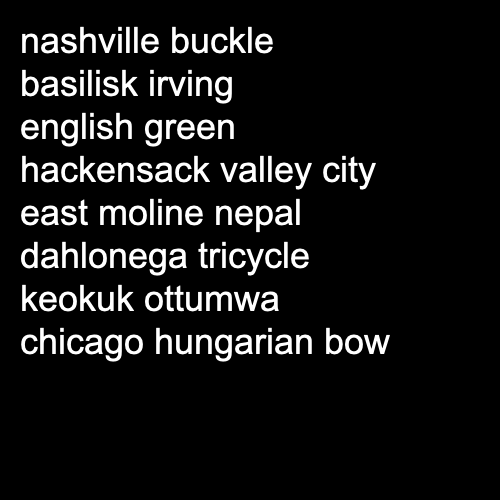 nashville buckle
basilisk irving
english green
hackensack valley city
east moline nepal
dahlonega tricycle
keokuk ottumwa
chicago hungarian bow